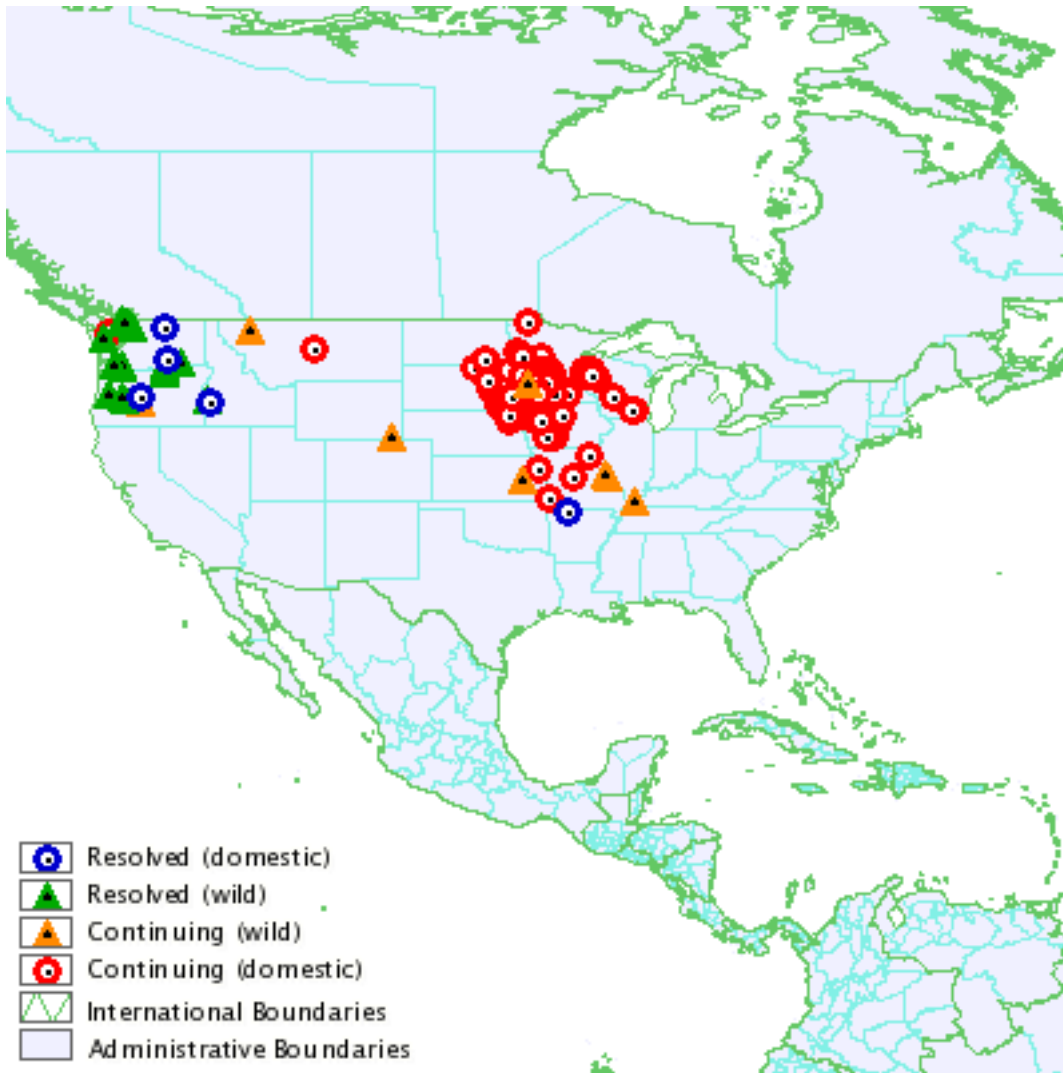 Resolved (domestic)
Resolved (wild)
Continuing (wild)
Continuing (domestic)
International Boundaries
Administrative Boundaries